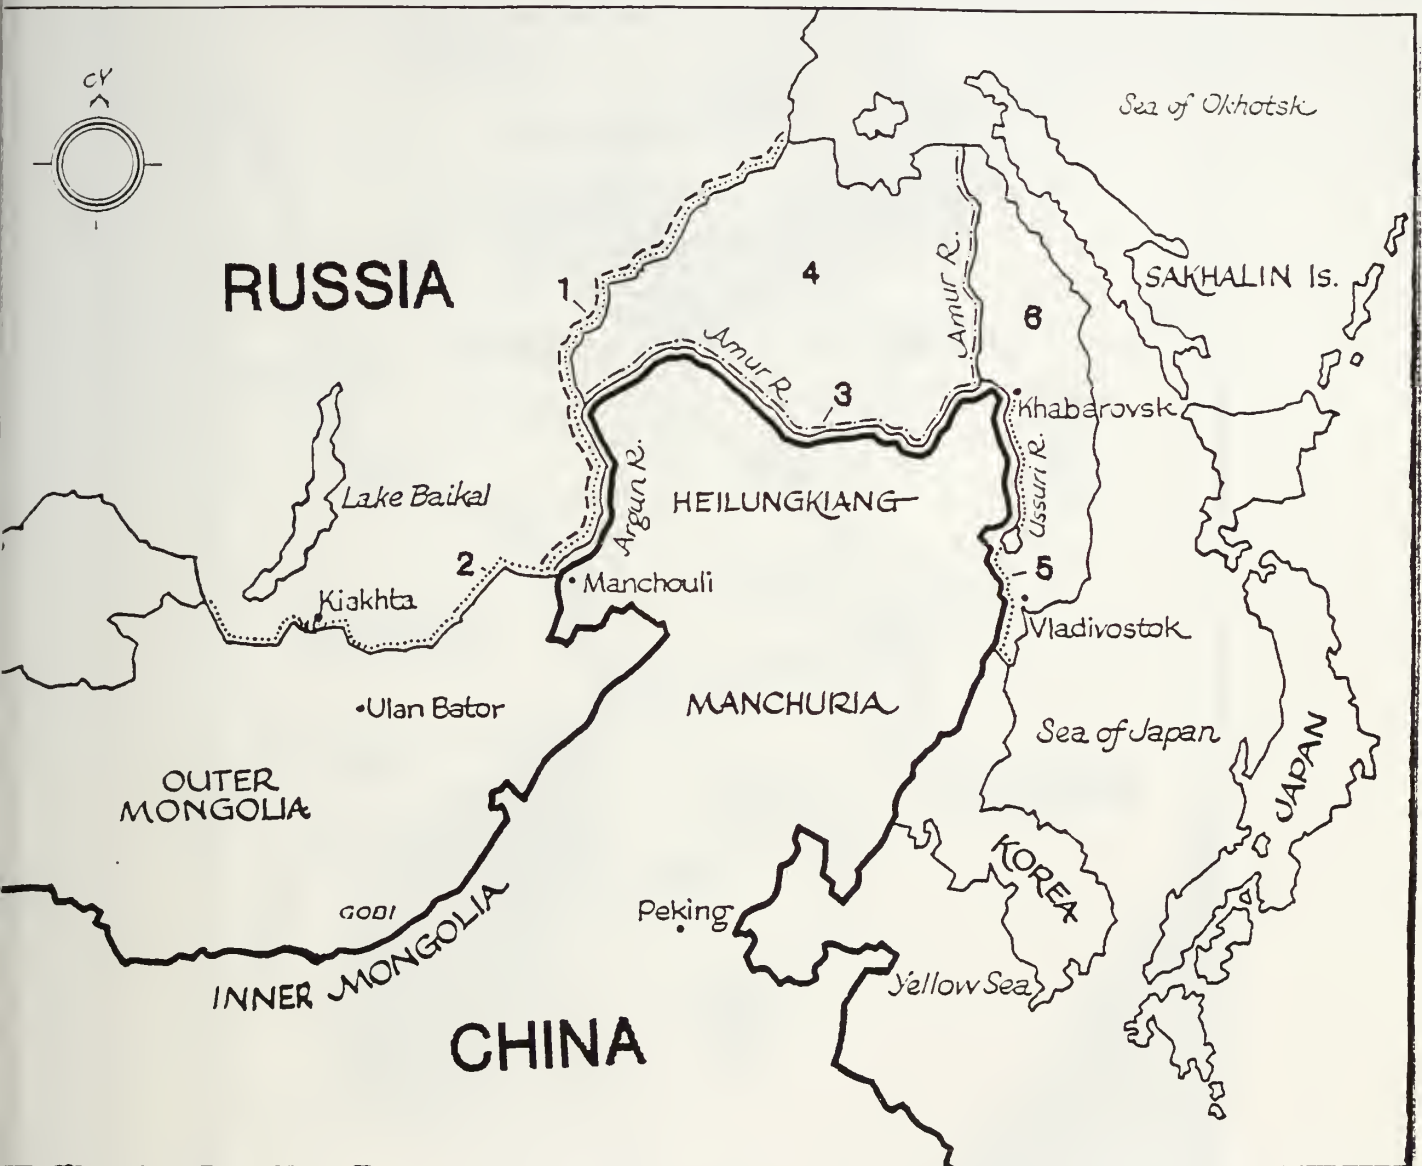 CY
Sea of Okhotsk
RUSSIA
1
4
Amur R.
SAKHALIN Is.
6
Amur R.
3
Khabarovsk
Lake Baikal
Argun R.
HEILUNGKIANG
Ussuri R.
2
Manchouli
5
Kiakhta
Vladivostok
Ulan Bator
MANCHURIA
Sea of Japan
JAPAN
OUTER
MONGOLIA
KOREA
GOBI
Peking
INNER MONGOLIA
Yellow Sea
CHINA